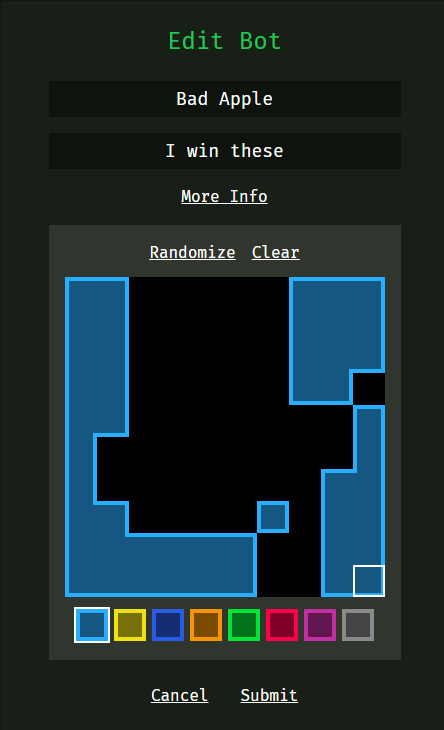 Edit Bot
Bad Apple
I win these
More Info
Randomize Clear
Cancel Submit